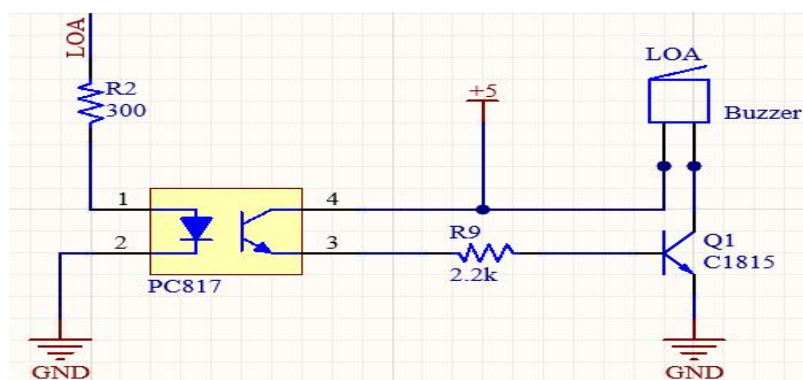 LOA
R2
300
+5
LOA
Buzzer
1
4
2
3
R9
2.2k
Q1
C1815
PC817
GND
GND